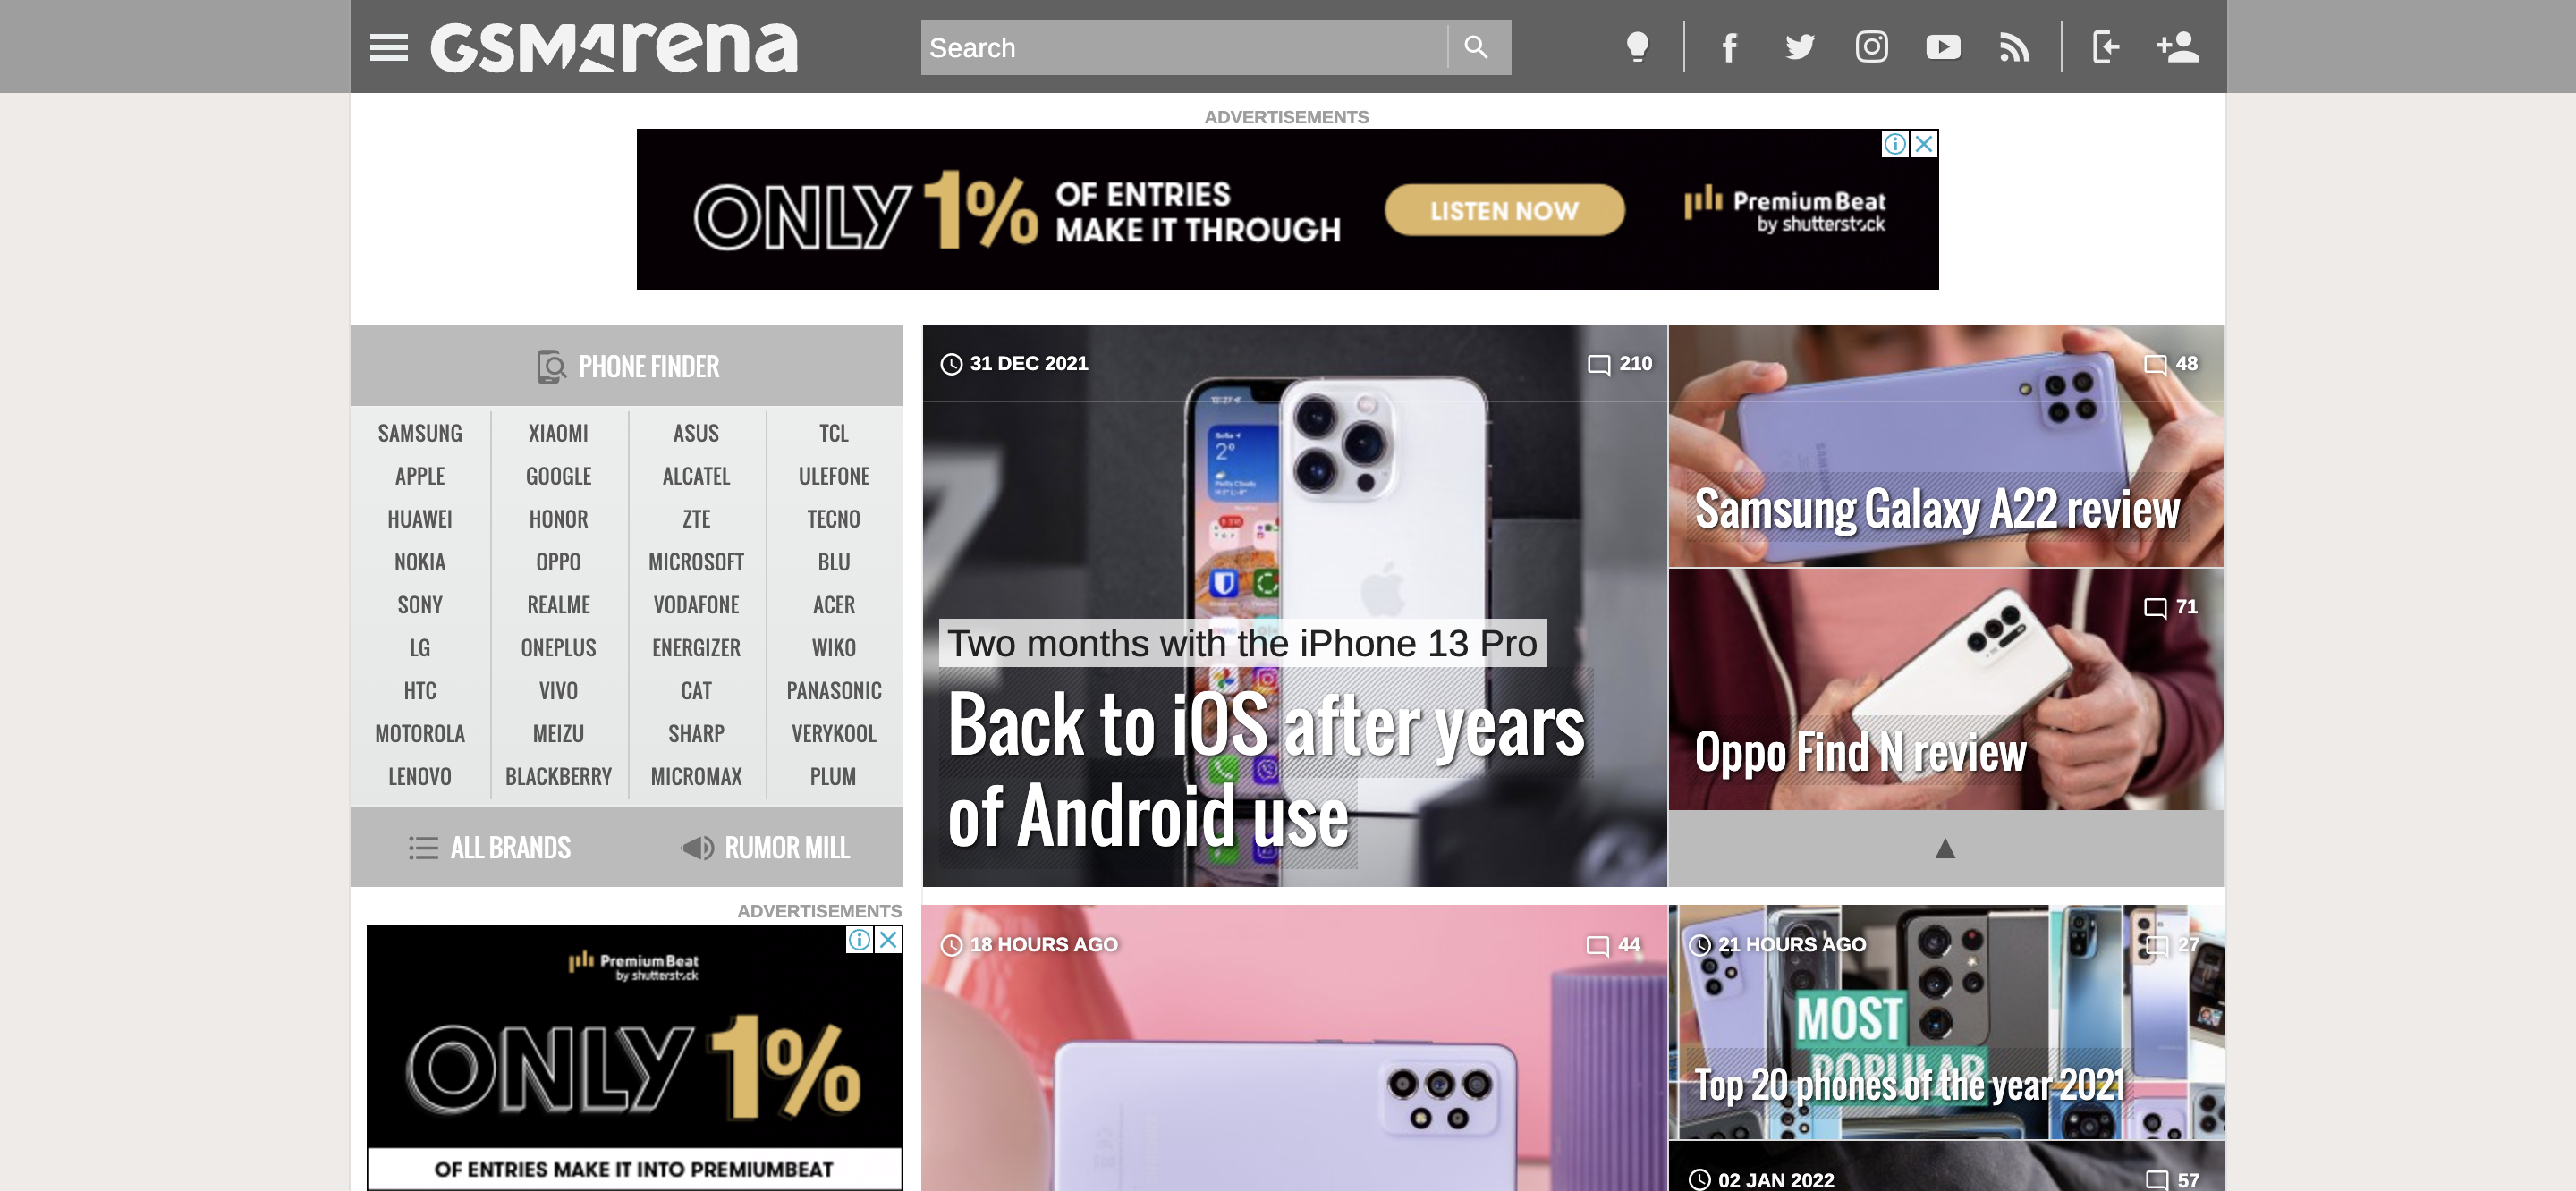 GSMArena
Search
ADVERTISEMENTS
ONLY 1% OF ENTRIES
MAKE IT THROUGH
LISTEN NOW
PremiumBeat
by shutterstock
PHONE FINDER
SAMSUNG XIAOMI ASUS TCL
APPLE GOOGLE ALCATEL ULEFONE
HUAWEI HONOR ZTE TECNO
NOKIA OPPO MICROSOFT BLU
SONY REALME VODAFONE ACER
LG ONEPLUS ENERGIZER WIKO
HTC VIVO CAT PANASONIC
MOTOROLA MEIZU SHARP VERYKOOL
LENOVO BLACKBERRY MICROMAX PLUM
ALL BRANDS RUMOR MILL
31 DEC 2021 210
12:27
Sofia
2°
Two months with the iPhone 13 Pro
Back to iOS after years
of Android use
48
SAMSUNG
Samsung Galaxy A22 review
71
Oppo Find N review
ADVERTISEMENTS
PremiumBeat
by shutterstock
ONLY 1%
OF ENTRIES MAKE IT INTO PREMIUMBEAT
18 HOURS AGO 44
21 HOURS AGO 27
MOST
POPULAR
Top 20 phones of the year 2021
02 JAN 2022 57